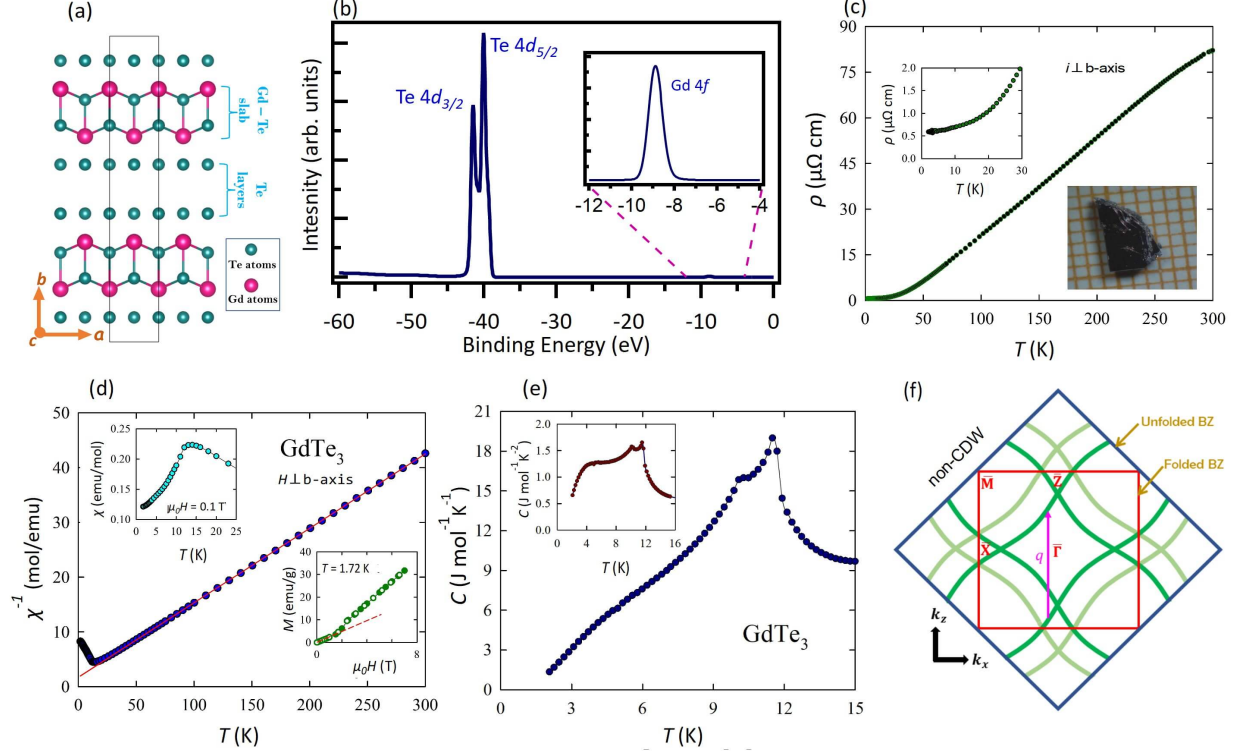 (a)
Gd – Te
slab
Te
layers
Te atoms
Gd atoms
b
c
a
(b)
Intesnity (arb. units)
Te 4d3/2
Te 4d5/2
Gd 4f
-12 -10 -8 -6 -4
-60 -50 -40 -30 -20 -10 0
Binding Energy (eV)
(c)
90
75
60
45
30
15
0
ρ (μΩ cm)
i ⊥ b-axis
2.0
1.5
1.0
0.5
0.0
ρ (μΩ cm)
0 10 20 30
T (K)
0 50 100 150 200 250 300
T (K)
(d)
50
40
30
20
10
0
χ⁻¹ (mol/emu)
GdTe₃
H⊥b-axis
0.25
0.20
0.15
0.10
χ (emu/mol)
μ₀H = 0.1 T
0 5 10 15 20 25
T (K)
40
30
20
10
0
M (emu/g)
T = 1.72 K
0 4 8
μ₀H (T)
0 50 100 150 200 250 300
T (K)
(e)
21
18
15
12
9
6
3
0
C (J mol⁻¹K⁻¹)
2.0
1.5
1.0
0.5
0.0
C (J mol⁻¹K⁻²)
0 4 8 12 16
T (K)
GdTe₃
3 6 9 12 15
T (K)
(f)
non-CDW
Unfolded BZ
Folded BZ
M̅
Z̅
X̅
q
Γ̅
kz
kx